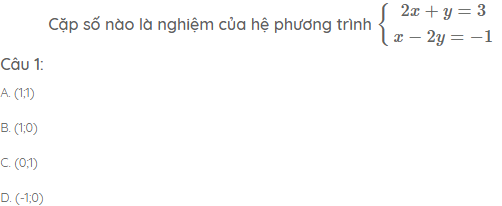 Cặp số nào là nghiệm của hệ phương trình { 2x + y = 3
x − 2y = −1
Câu 1:
A. (1;1)
B. (1;0)
C. (0;1)
D. (-1;0)